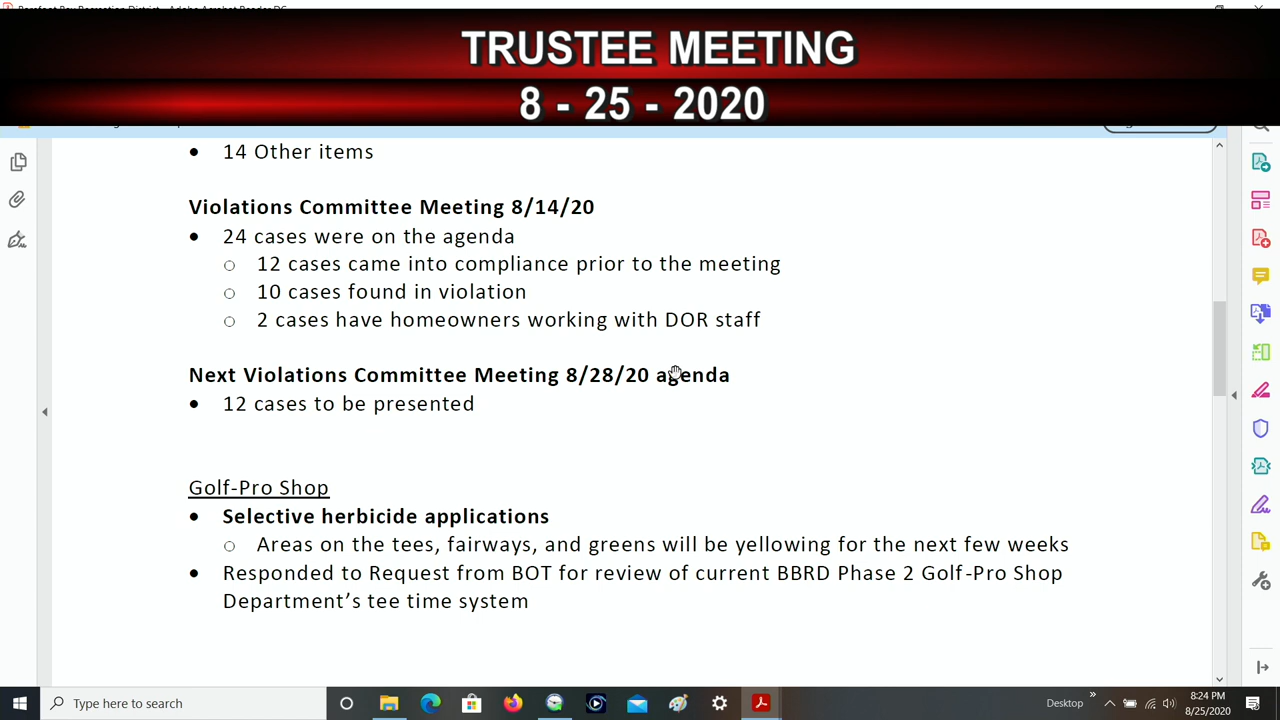 TRUSTEE MEETING
8 - 25 - 2020
• 14 Other items
Violations Committee Meeting 8/14/20
• 24 cases were on the agenda
○ 12 cases came into compliance prior to the meeting
○ 10 cases found in violation
○ 2 cases have homeowners working with DOR staff
Next Violations Committee Meeting 8/28/20 agenda
• 12 cases to be presented
Golf-Pro Shop
• Selective herbicide applications
○ Areas on the tees, fairways, and greens will be yellowing for the next few weeks
• Responded to Request from BOT for review of current BBRD Phase 2 Golf-Pro Shop
Department’s tee time system
Type here to search
Desktop
8:24 PM
8/25/2020